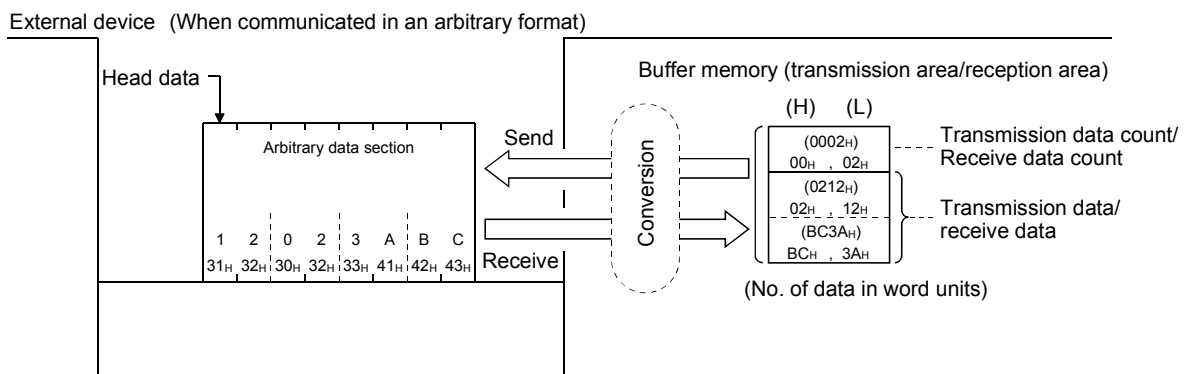 External device (When communicated in an arbitrary format)
Head data
Buffer memory (transmission area/reception area)
(H) (L)
Arbitrary data section
Send
Conversion
(0002H)
00H , 02H
Transmission data count/
Receive data count
(0212H)
02H , 12H
(BC3AH)
BCH , 3AH
Transmission data/
receive data
1 2 0 2 3 A B C
31H 32H 30H 32H 33H 41H 42H 43H
Receive
(No. of data in word units)